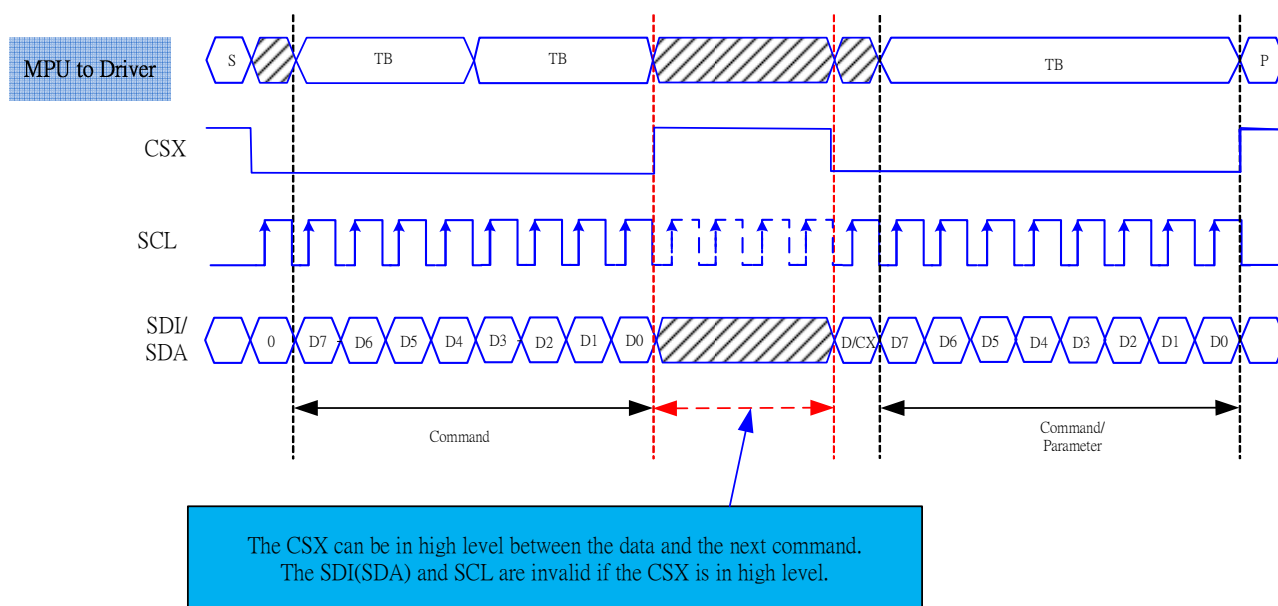 MPU to Driver
S TB TB TB P
CSX
SCL
SDI/
SDA
0 D7 D6 D5 D4 D3 D2 D1 D0 D/CX D7 D6 D5 D4 D3 D2 D1 D0
Command
Command/
Parameter
The CSX can be in high level between the data and the next command.
The SDI(SDA) and SCL are invalid if the CSX is in high level.